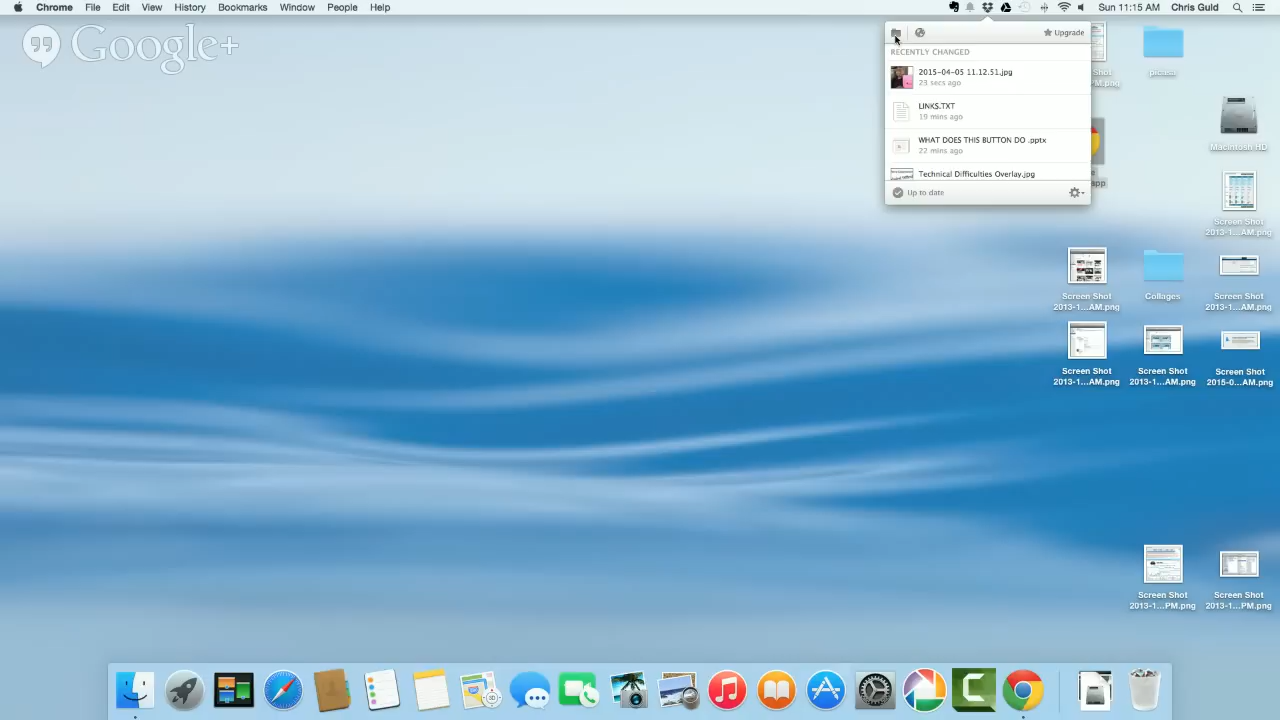 Chrome File Edit View History Bookmarks Window People Help
Sun 11:15 AM Chris Guld
Google+
Upgrade
RECENTLY CHANGED
2015-04-05 11.12.51.jpg
23 secs ago
LINKS.TXT
19 mins ago
WHAT DOES THIS BUTTON DO .pptx
22 mins ago
Technical Difficulties Overlay.jpg
Up to date
Shot
PM.png
picasa
app
Macintosh HD
Screen Shot
2013-1...AM.png
Screen Shot
2013-1...AM.png
Collages
Screen Shot
2013-1...AM.png
Screen Shot
2013-1...AM.png
Screen Shot
2013-1...AM.png
Screen Shot
2015-0...AM.png
Screen Shot
2013-1...PM.png
Screen Shot
2013-1...PM.png